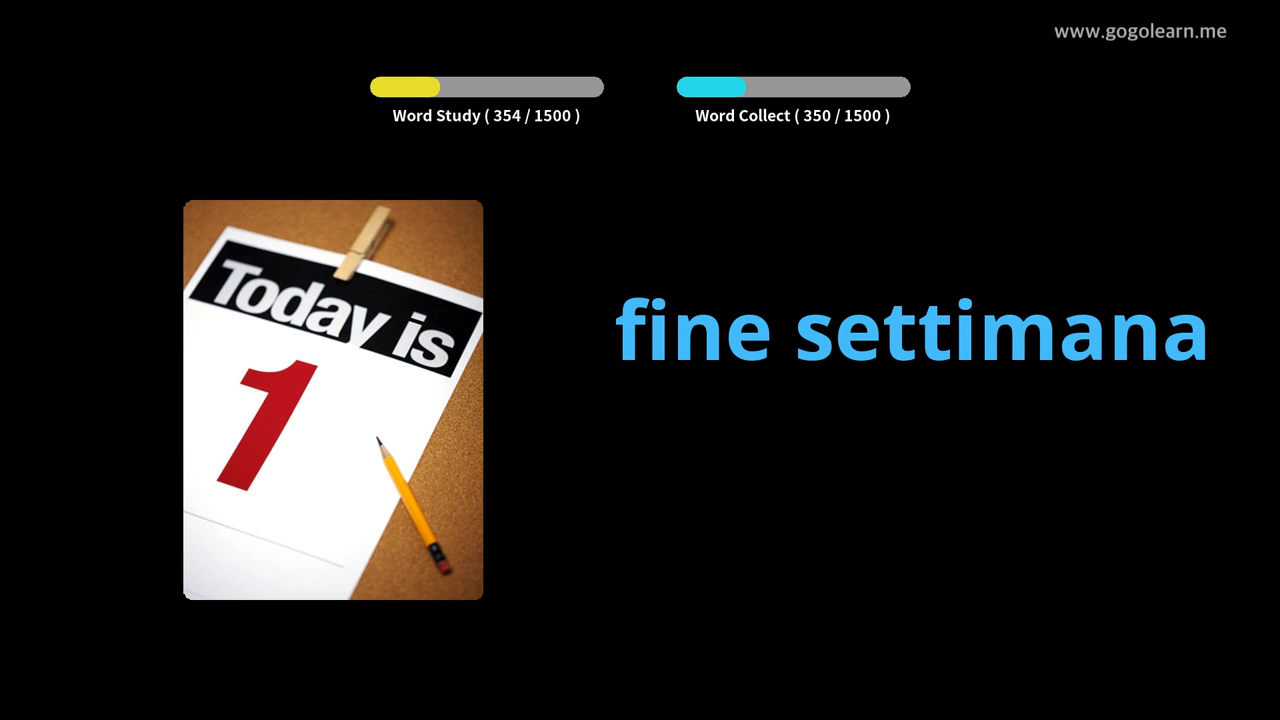 www.gogolearn.me
Word Study ( 354 / 1500 )
Word Collect ( 350 / 1500 )
Today is
1
fine settimana